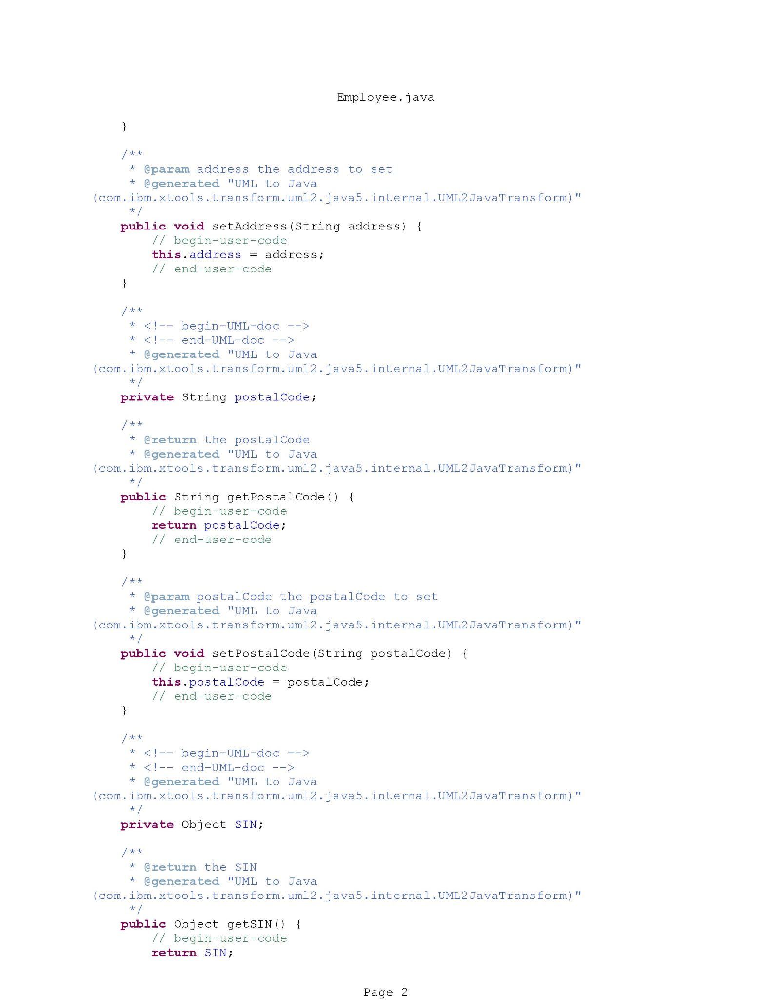 Employee.java
}
/**
* @param address the address to set
* @generated "UML to Java
(com.ibm.xtools.transform.uml2.java5.internal.UML2JavaTransform)"
*/
public void setAddress(String address) {
// begin-user-code
this.address = address;
// end-user-code
}
/**
* <!-- begin-UML-doc -->
* <!-- end-UML-doc -->
* @generated "UML to Java
(com.ibm.xtools.transform.uml2.java5.internal.UML2JavaTransform)"
*/
private String postalCode;
/**
* @return the postalCode
* @generated "UML to Java
(com.ibm.xtools.transform.uml2.java5.internal.UML2JavaTransform)"
*/
public String getPostalCode() {
// begin-user-code
return postalCode;
// end-user-code
}
/**
* @param postalCode the postalCode to set
* @generated "UML to Java
(com.ibm.xtools.transform.uml2.java5.internal.UML2JavaTransform)"
*/
public void setPostalCode(String postalCode) {
// begin-user-code
this.postalCode = postalCode;
// end-user-code
}
/**
* <!-- begin-UML-doc -->
* <!-- end-UML-doc -->
* @generated "UML to Java
(com.ibm.xtools.transform.uml2.java5.internal.UML2JavaTransform)"
*/
private Object SIN;
/**
* @return the SIN
* @generated "UML to Java
(com.ibm.xtools.transform.uml2.java5.internal.UML2JavaTransform)"
*/
public Object getSIN() {
// begin-user-code
return SIN;
Page 2